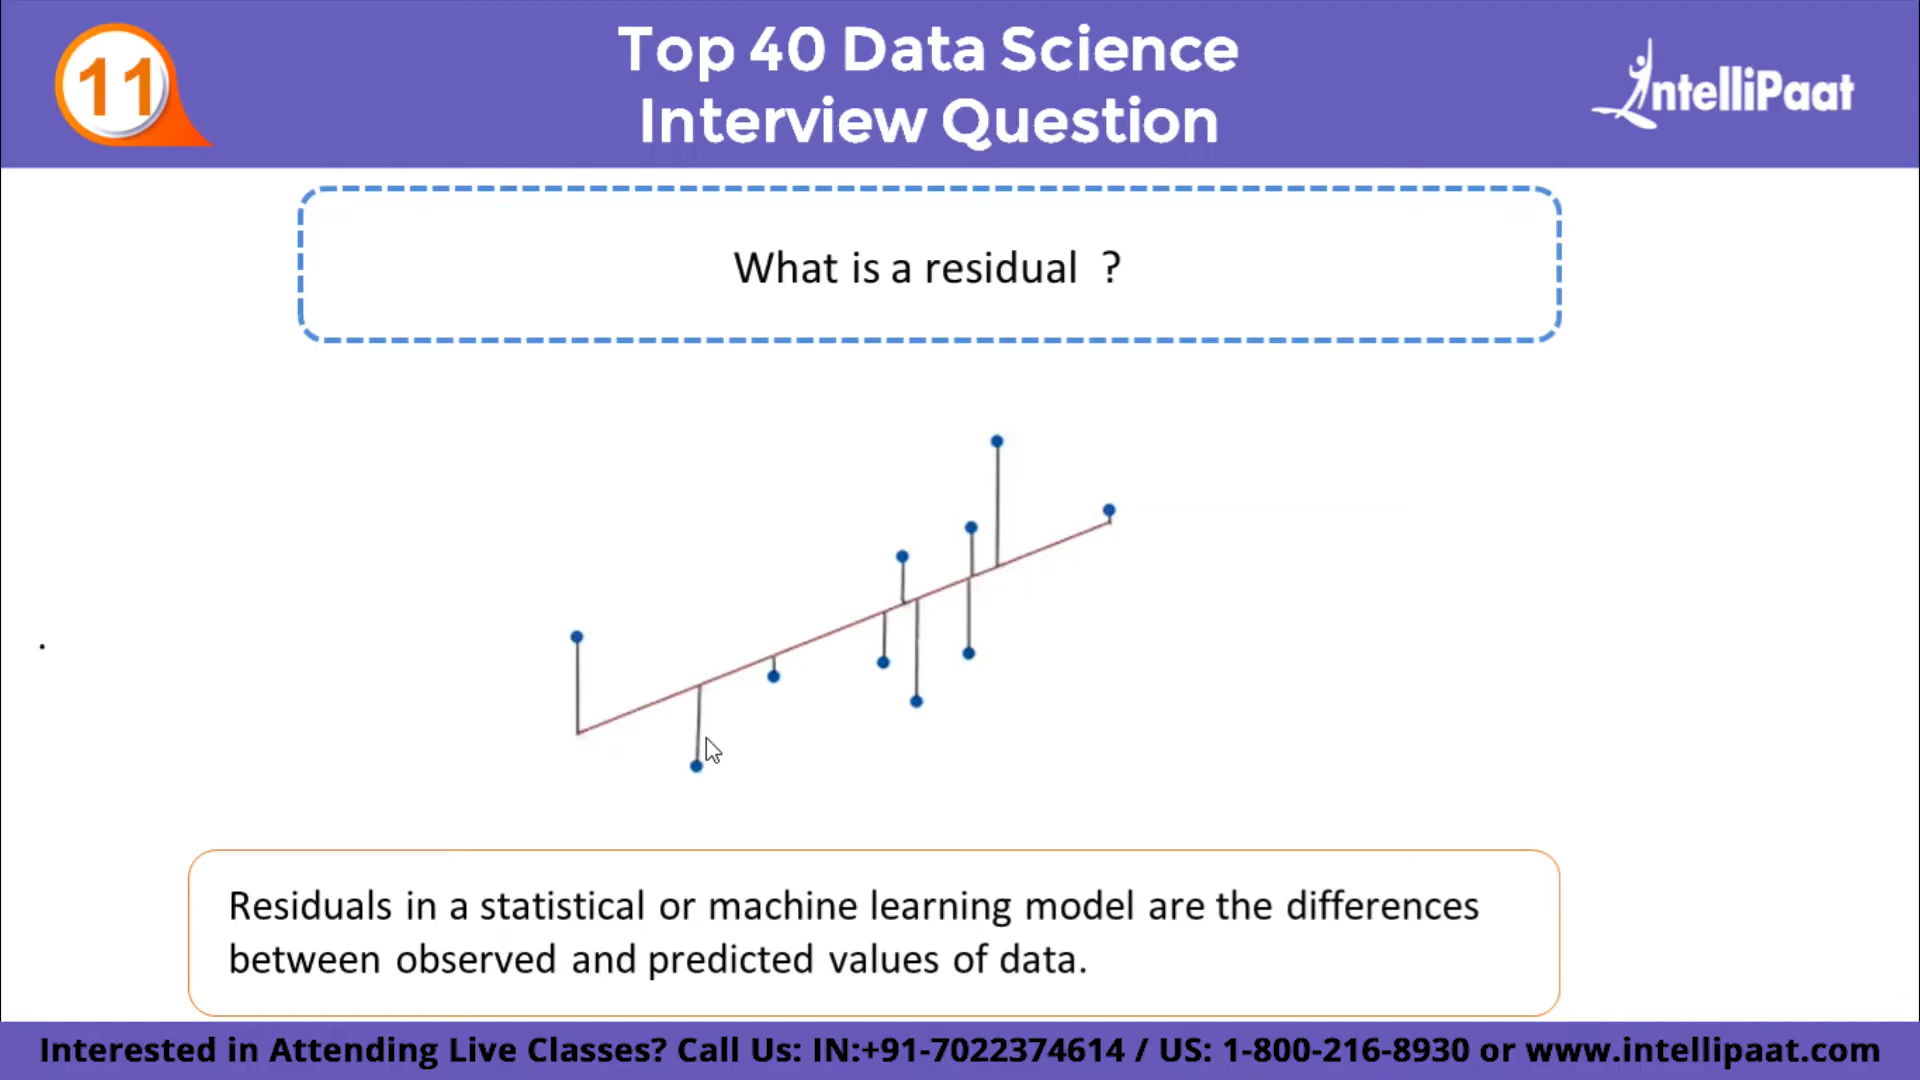 11
Top 40 Data Science
Interview Question
IntelliPaat
What is a residual ?
Residuals in a statistical or machine learning model are the differences
between observed and predicted values of data.
Interested in Attending Live Classes? Call Us: IN:+91-7022374614 / US: 1-800-216-8930 or www.intellipaat.com